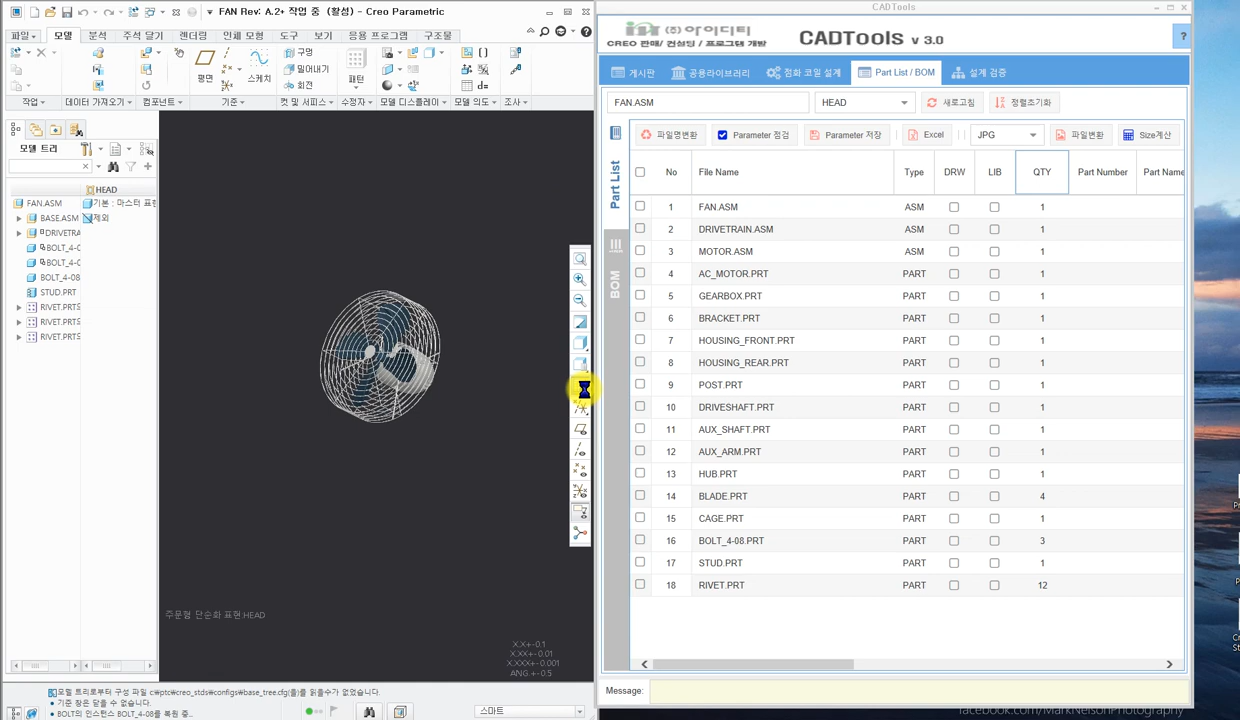 FAN Rev: A.2+ 작업 중 (활성) - Creo Parametric
파일 모델 분석 주석 달기 렌더링 인체 모형 도구 보기 응용 프로그램 구조물
평면 스케치 구멍 밀어내기 회전 패턴
작업 데이터 가져오기 컴포넌트 기준 컷 및 서피스 수정자 모델 디스플레이 모델 의도 조사
모델 트리
HEAD
FAN.ASM 기본 : 마스터 표현
BASE.ASM 제외
DRIVETRA
BOLT_4-0
BOLT_4-0
BOLT_4-08
STUD.PRT
RIVET.PRT
RIVET.PRT
RIVET.PRT
주문형 단순화 표현:HEAD
X.X+-0.1
X.XX+-0.01
X.XXX+-0.001
ANG.+-0.5
모델 트리로부터 구성 파일 c:₩ptc₩creo_stds₩configs₩base_tree.cfg(을)를 읽을수가 없었습니다.
• 기준 창은 닫을 수 없습니다.
• BOLT의 인스턴스 BOLT_4-08를 복원 중..
스마트
CADTools
(주)아이디티
CREO 판매/ 컨설팅 / 프로그램 개발
CADTools v 3.0
?
게시판 공용라이브러리 점화 코일 설계 Part List / BOM 설계 검증
FAN.ASM HEAD 새로고침 정렬초기화
파일명변환 Parameter 점검 Parameter 저장 Excel JPG 파일변환 Size계산
Part List
BOM
No File Name Type DRW LIB QTY Part Number Part Name
1 FAN.ASM ASM 1
2 DRIVETRAIN.ASM ASM 1
3 MOTOR.ASM ASM 1
4 AC_MOTOR.PRT PART 1
5 GEARBOX.PRT PART 1
6 BRACKET.PRT PART 1
7 HOUSING_FRONT.PRT PART 1
8 HOUSING_REAR.PRT PART 1
9 POST.PRT PART 1
10 DRIVESHAFT.PRT PART 1
11 AUX_SHAFT.PRT PART 1
12 AUX_ARM.PRT PART 1
13 HUB.PRT PART 1
14 BLADE.PRT PART 4
15 CAGE.PRT PART 1
16 BOLT_4-08.PRT PART 3
17 STUD.PRT PART 1
18 RIVET.PRT PART 12
Message:
facebook.com/MarkNelsonPhotography